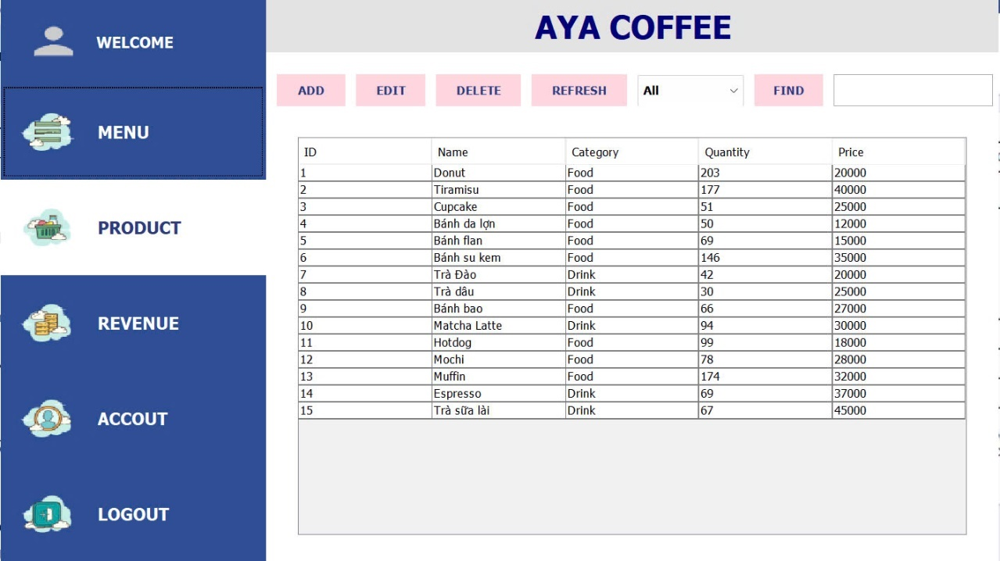 WELCOME
MENU
PRODUCT
REVENUE
ACCOUT
LOGOUT
AYA COFFEE
ADD EDIT DELETE REFRESH All FIND
ID Name Category Quantity Price
1 Donut Food 203 20000
2 Tiramisu Food 177 40000
3 Cupcake Food 51 25000
4 Bánh da lợn Food 50 12000
5 Bánh flan Food 69 15000
6 Bánh su kem Food 146 35000
7 Trà Đào Drink 42 20000
8 Trà dâu Drink 30 25000
9 Bánh bao Food 66 27000
10 Matcha Latte Drink 94 30000
11 Hotdog Food 99 18000
12 Mochi Food 78 28000
13 Muffin Food 174 32000
14 Espresso Drink 69 37000
15 Trà sữa lài Drink 67 45000